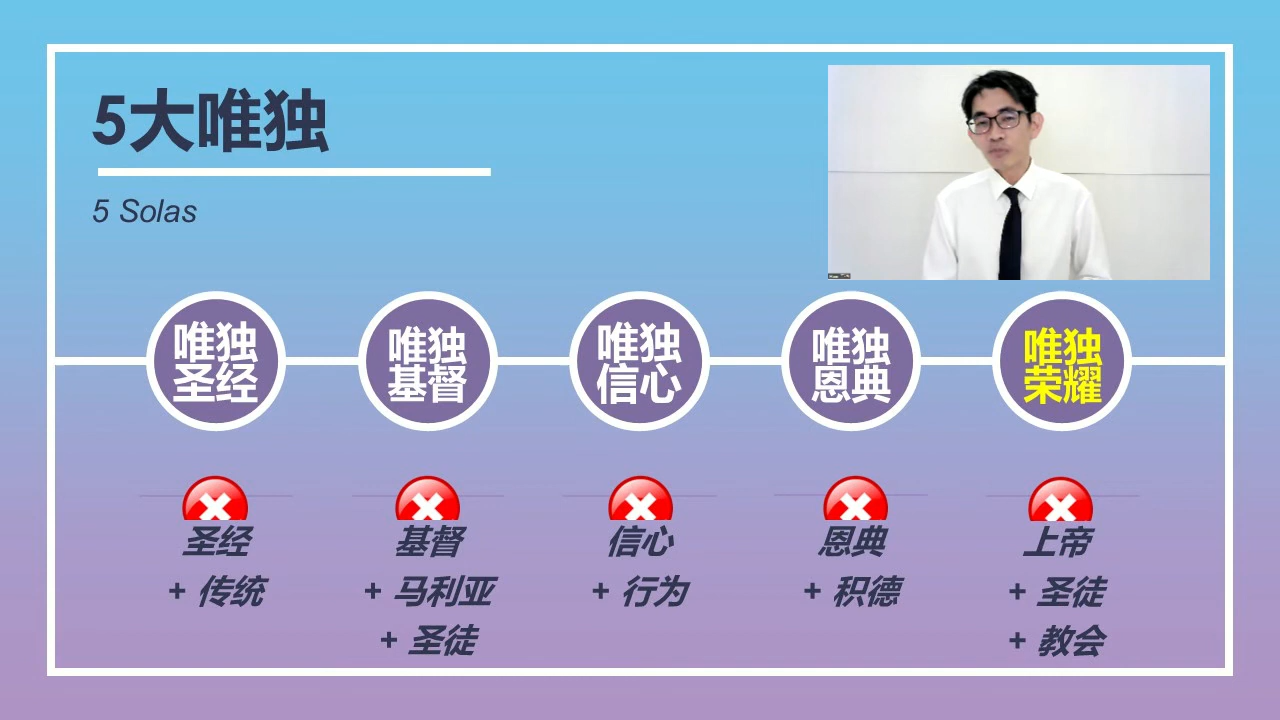 5大唯独
5 Solas
唯独
圣经
唯独
基督
唯独
信心
唯独
恩典
唯独
荣耀
圣经
+ 传统
基督
+ 马利亚
+ 圣徒
信心
+ 行为
恩典
+ 积德
上帝
+ 圣徒
+ 教会